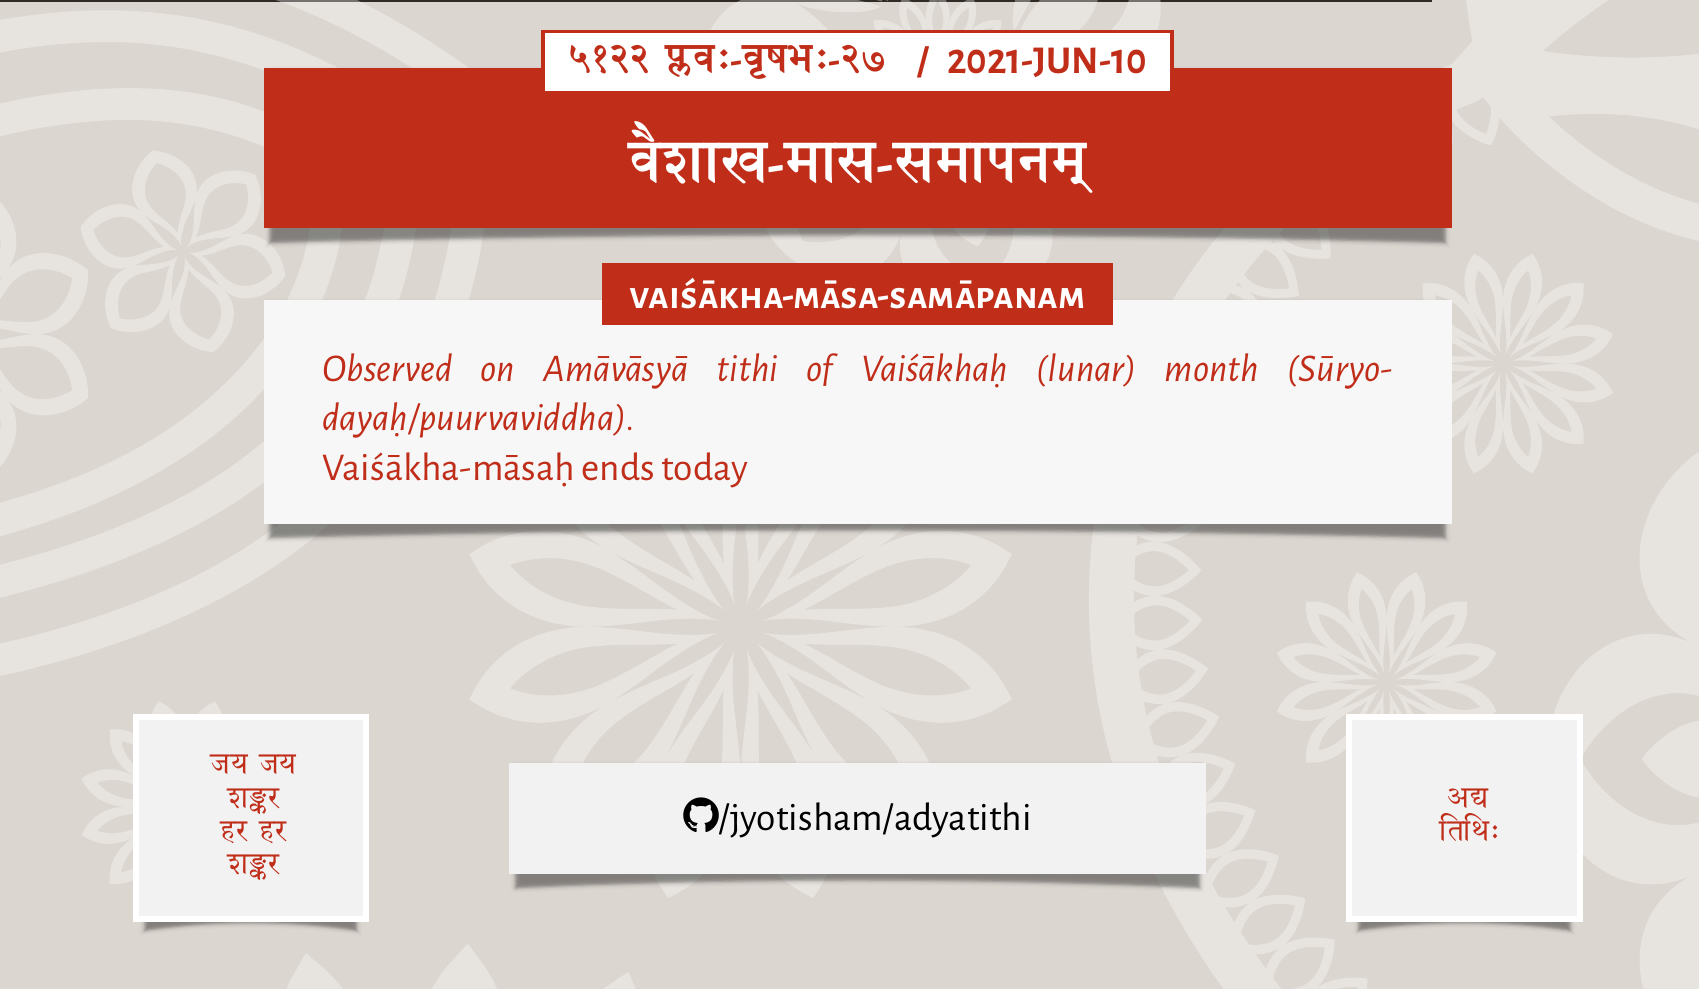 ५१२२ प्लवः-वृषभः-२७ / 2021-JUN-10
वैशाख-मास-समापनम्
VAIŚĀKHA-MĀSA-SAMĀPANAM
Observed on Amāvāsyā tithi of Vaiśākhaḥ (lunar) month (Sūryo-
dayaḥ/puurvaviddha).
Vaiśākha-māsaḥ ends today
जय जय
शङ्कर
हर हर
शङ्कर
/jyotisham/adyatithi
अद्य
तिथिः